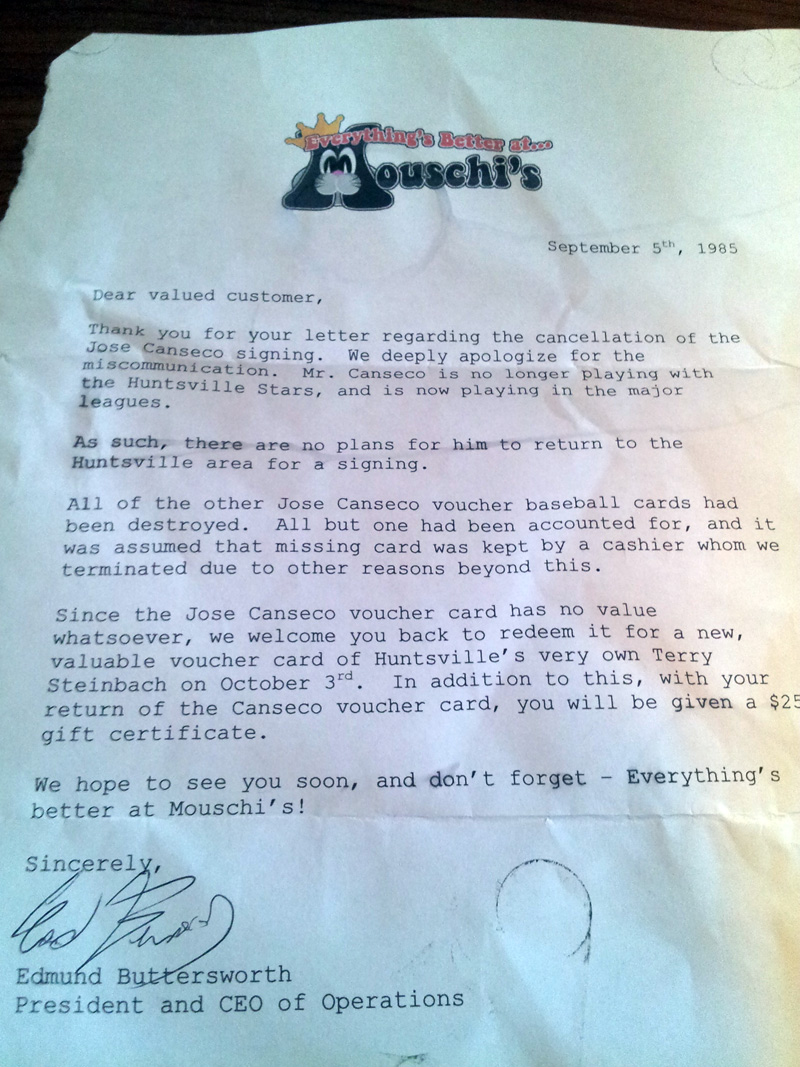 Everything's Better at...
Mouschi's
September 5th, 1985
Dear valued customer,
Thank you for your letter regarding the cancellation of the
Jose Canseco signing. We deeply apologize for the
miscommunication. Mr. Canseco is no longer playing with
the Huntsville Stars, and is now playing in the major
leagues.
As such, there are no plans for him to return to the
Huntsville area for a signing.
All of the other Jose Canseco voucher baseball cards had
been destroyed. All but one had been accounted for, and it
was assumed that missing card was kept by a cashier whom we
terminated due to other reasons beyond this.
Since the Jose Canseco voucher card has no value
whatsoever, we welcome you back to redeem it for a new,
valuable voucher card of Huntsville's very own Terry
Steinbach on October 3rd. In addition to this, with your
return of the Canseco voucher card, you will be given a $25
gift certificate.
We hope to see you soon, and don't forget – Everything's
better at Mouschi's!
Sincerely,
Edmund Buttersworth
President and CEO of Operations